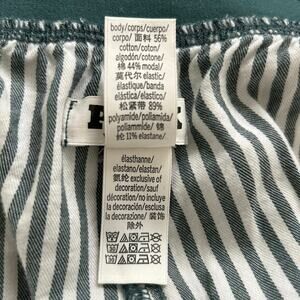 body/corps/cuerpo/
corpo/ 面料 56%
cotton/coton/
algodón/cotone/
棉 44% modal/
莫代尔 elastic/
élastique/banda
elástica/elastico/
松紧带 89%
polyamide/poliamida/
poliammide/ 锦
纶 11% elastane/
élasthanne/
elastano/elastan/
氨纶 exclusive of
decoration/sauf
décoration/no incluye
la decoración/esclusa
la decorazione/ 装饰
除外